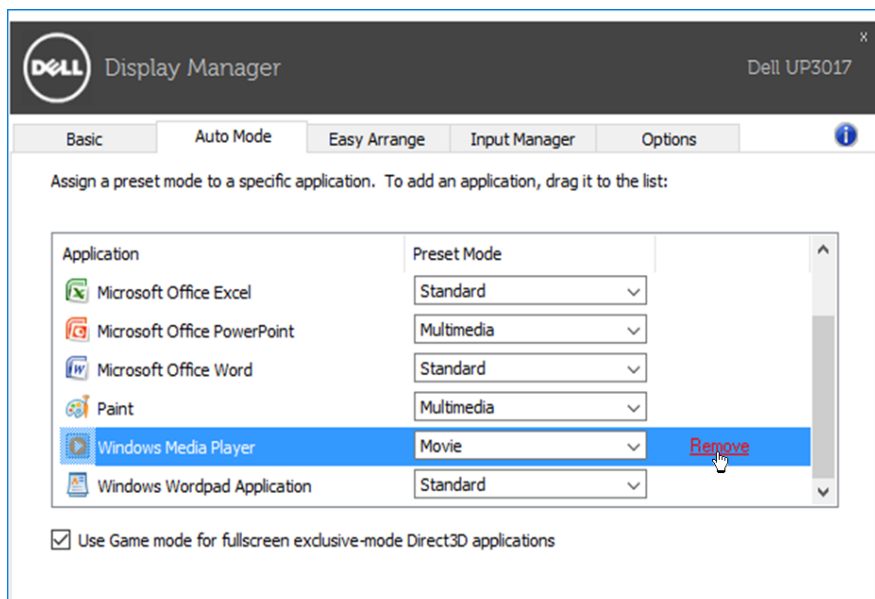 x
DELL Display Manager Dell UP3017
Basic Auto Mode Easy Arrange Input Manager Options
Assign a preset mode to a specific application. To add an application, drag it to the list:
Application Preset Mode
Microsoft Office Excel Standard
Microsoft Office PowerPoint Multimedia
Microsoft Office Word Standard
Paint Multimedia
Windows Media Player Movie Remove
Windows Wordpad Application Standard
Use Game mode for fullscreen exclusive-mode Direct3D applications